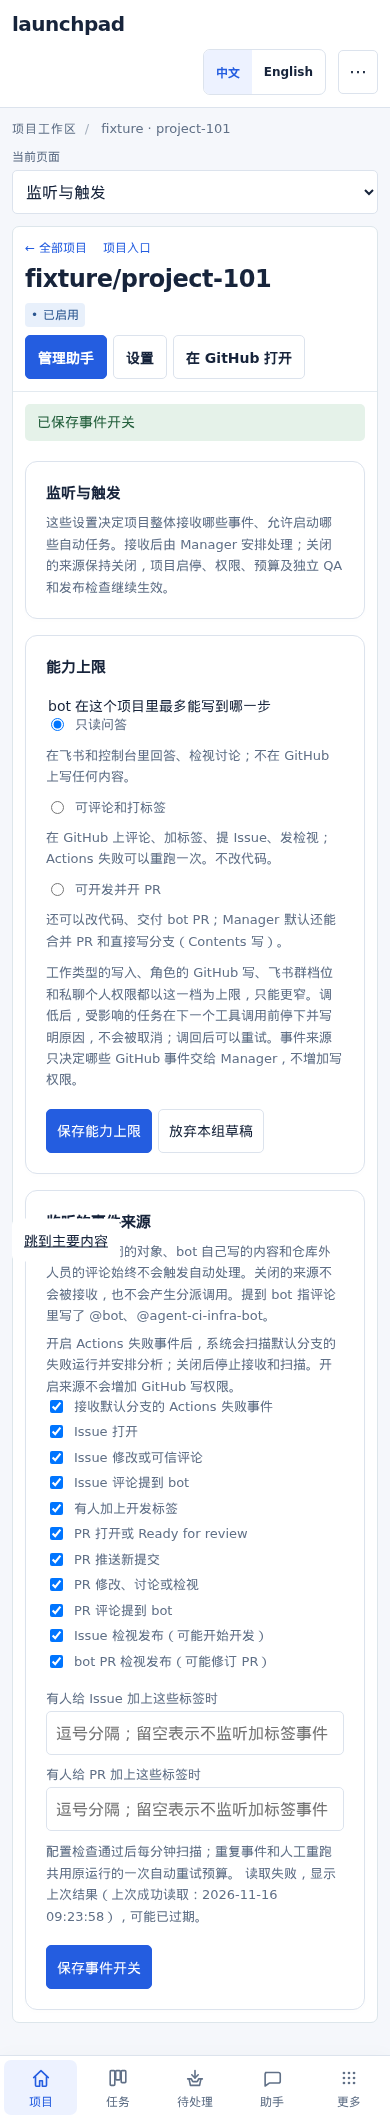 launchpad
中文 English ···
项目工作区 / fixture · project-101
当前页面
监听与触发
← 全部项目 项目入口
fixture/project-101
• 已启用
管理助手 设置 在 GitHub 打开
已保存事件开关
监听与触发
这些设置决定项目整体接收哪些事件、允许启动哪
些自动任务。接收后由 Manager 安排处理；关闭
的来源保持关闭，项目启停、权限、预算及独立 QA
和发布检查继续生效。
能力上限
bot 在这个项目里最多能写到哪一步
只读问答
在飞书和控制台里回答、检视讨论；不在 GitHub
上写任何内容。
可评论和打标签
在 GitHub 上评论、加标签、提 Issue、发检视；
Actions 失败可以重跑一次。不改代码。
可开发并开 PR
还可以改代码、交付 bot PR；Manager 默认还能
合并 PR 和直接写分支（Contents 写）。
工作类型的写入、角色的 GitHub 写、飞书群档位
和私聊个人权限都以这一档为上限，只能更窄。调
低后，受影响的任务在下一个工具调用前停下并写
明原因，不会被取消；调回后可以重试。事件来源
只决定哪些 GitHub 事件交给 Manager，不增加写
权限。
保存能力上限 放弃本组草稿
监听的事件来源
跳到主要内容
的对象、bot 自己写的内容和仓库外
人员的评论始终不会触发自动处理。关闭的来源不
会被接收，也不会产生分派调用。提到 bot 指评论
里写了 @bot、@agent-ci-infra-bot。
开启 Actions 失败事件后，系统会扫描默认分支的
失败运行并安排分析；关闭后停止接收和扫描。开
启来源不会增加 GitHub 写权限。
接收默认分支的 Actions 失败事件
Issue 打开
Issue 修改或可信评论
Issue 评论提到 bot
有人加上开发标签
PR 打开或 Ready for review
PR 推送新提交
PR 修改、讨论或检视
PR 评论提到 bot
Issue 检视发布（可能开始开发）
bot PR 检视发布（可能修订 PR）
有人给 Issue 加上这些标签时
逗号分隔；留空表示不监听加标签事件
有人给 PR 加上这些标签时
逗号分隔；留空表示不监听加标签事件
配置检查通过后每分钟扫描；重复事件和人工重跑
共用原运行的一次自动重试预算。 读取失败，显示
上次结果（上次成功读取：2026-11-16
09:23:58），可能已过期。
保存事件开关
项目 任务 待处理 助手 更多